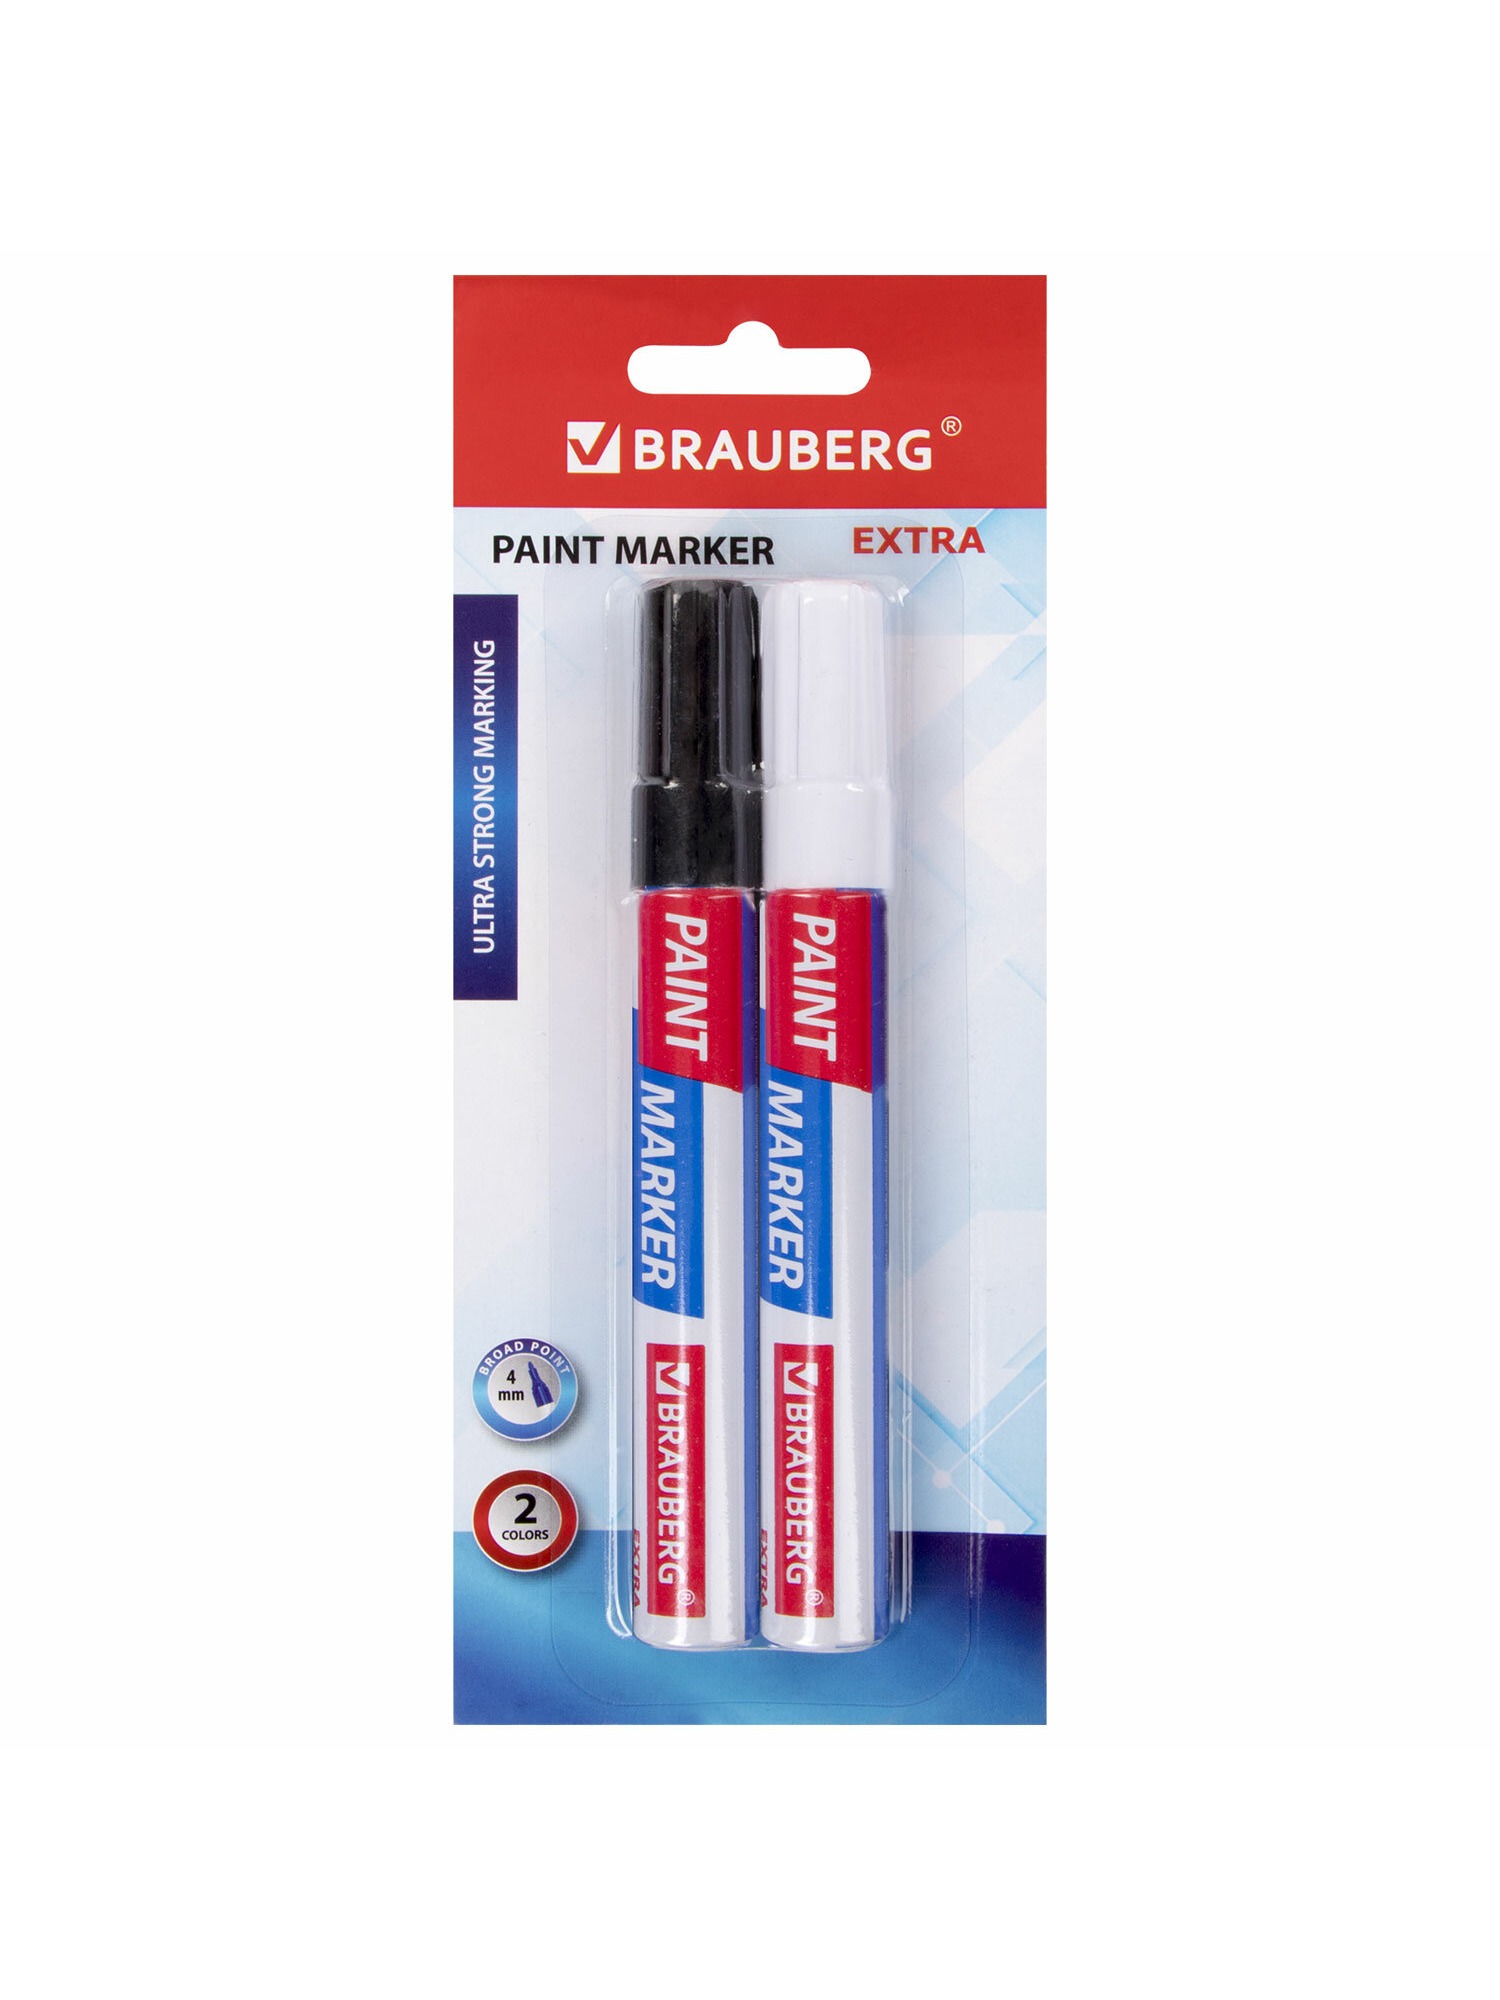 BRAUBERG®
PAINT MARKER
EXTRA
ULTRA STRONG MARKING
PAINT
MARKER
BRAUBERG®
EXTRA
PAINT
MARKER
BRAUBERG®
EXTRA
BROAD POINT
4
mm
2
COLORS